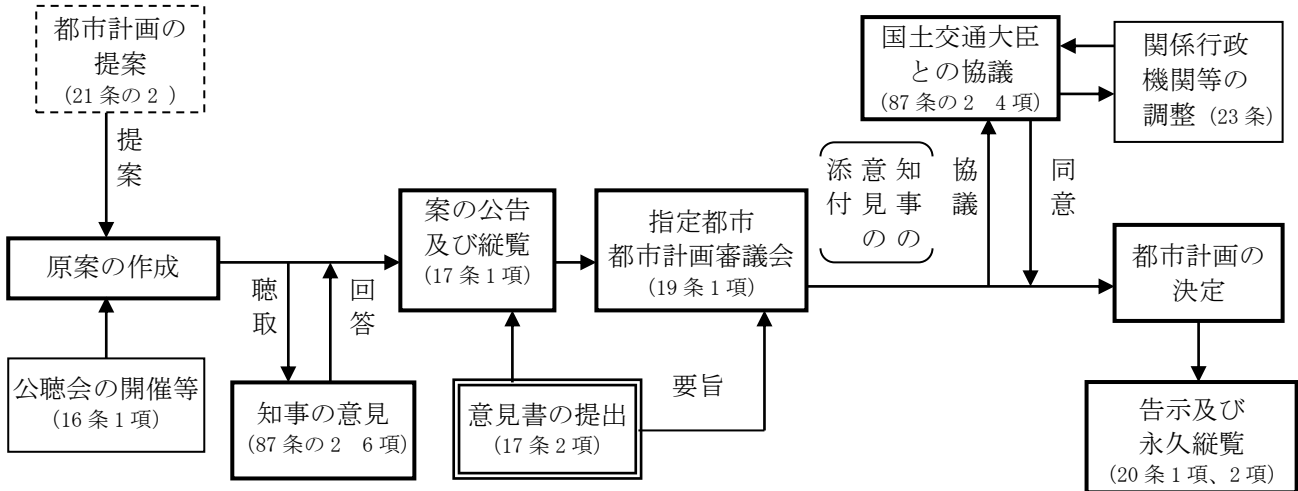 都市計画の
提案
（21条の2 ）
提案
原案の作成
公聴会の開催等
（16条1項）
聴取
回答
知事の意見
（87条の2　6項）
案の公告
及び縦覧
（17条1項）
意見書の提出
（17条2項）
要旨
指定都市
都市計画審議会
（19条1項）
知事の
意見の
添付
協議
同意
国土交通大臣
との協議
（87条の2　4項）
関係行政
機関等の
調整（23条）
都市計画の
決定
告示及び
永久縦覧
（20条1項、2項）